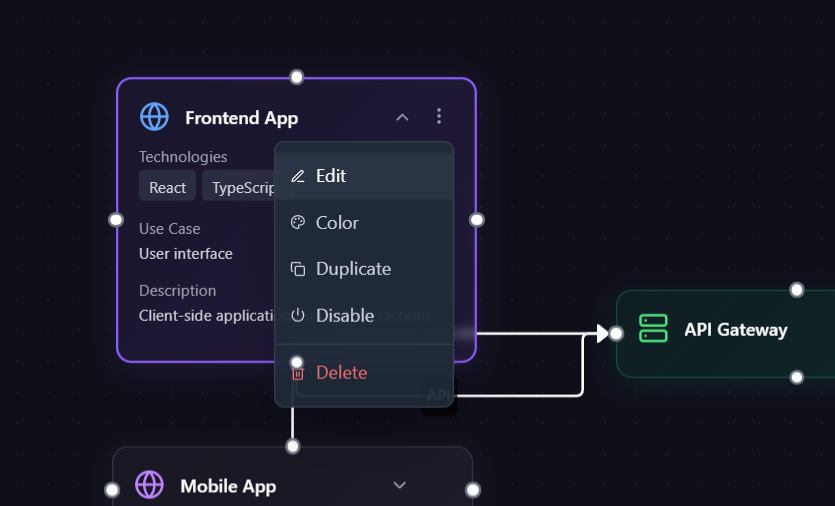 Frontend App
Technologies
React
TypeScrip
Edit
Use Case
Color
User interface
Duplicate
Description
Client-side applicati
Disable
API Gateway
Delete
API
Mobile App